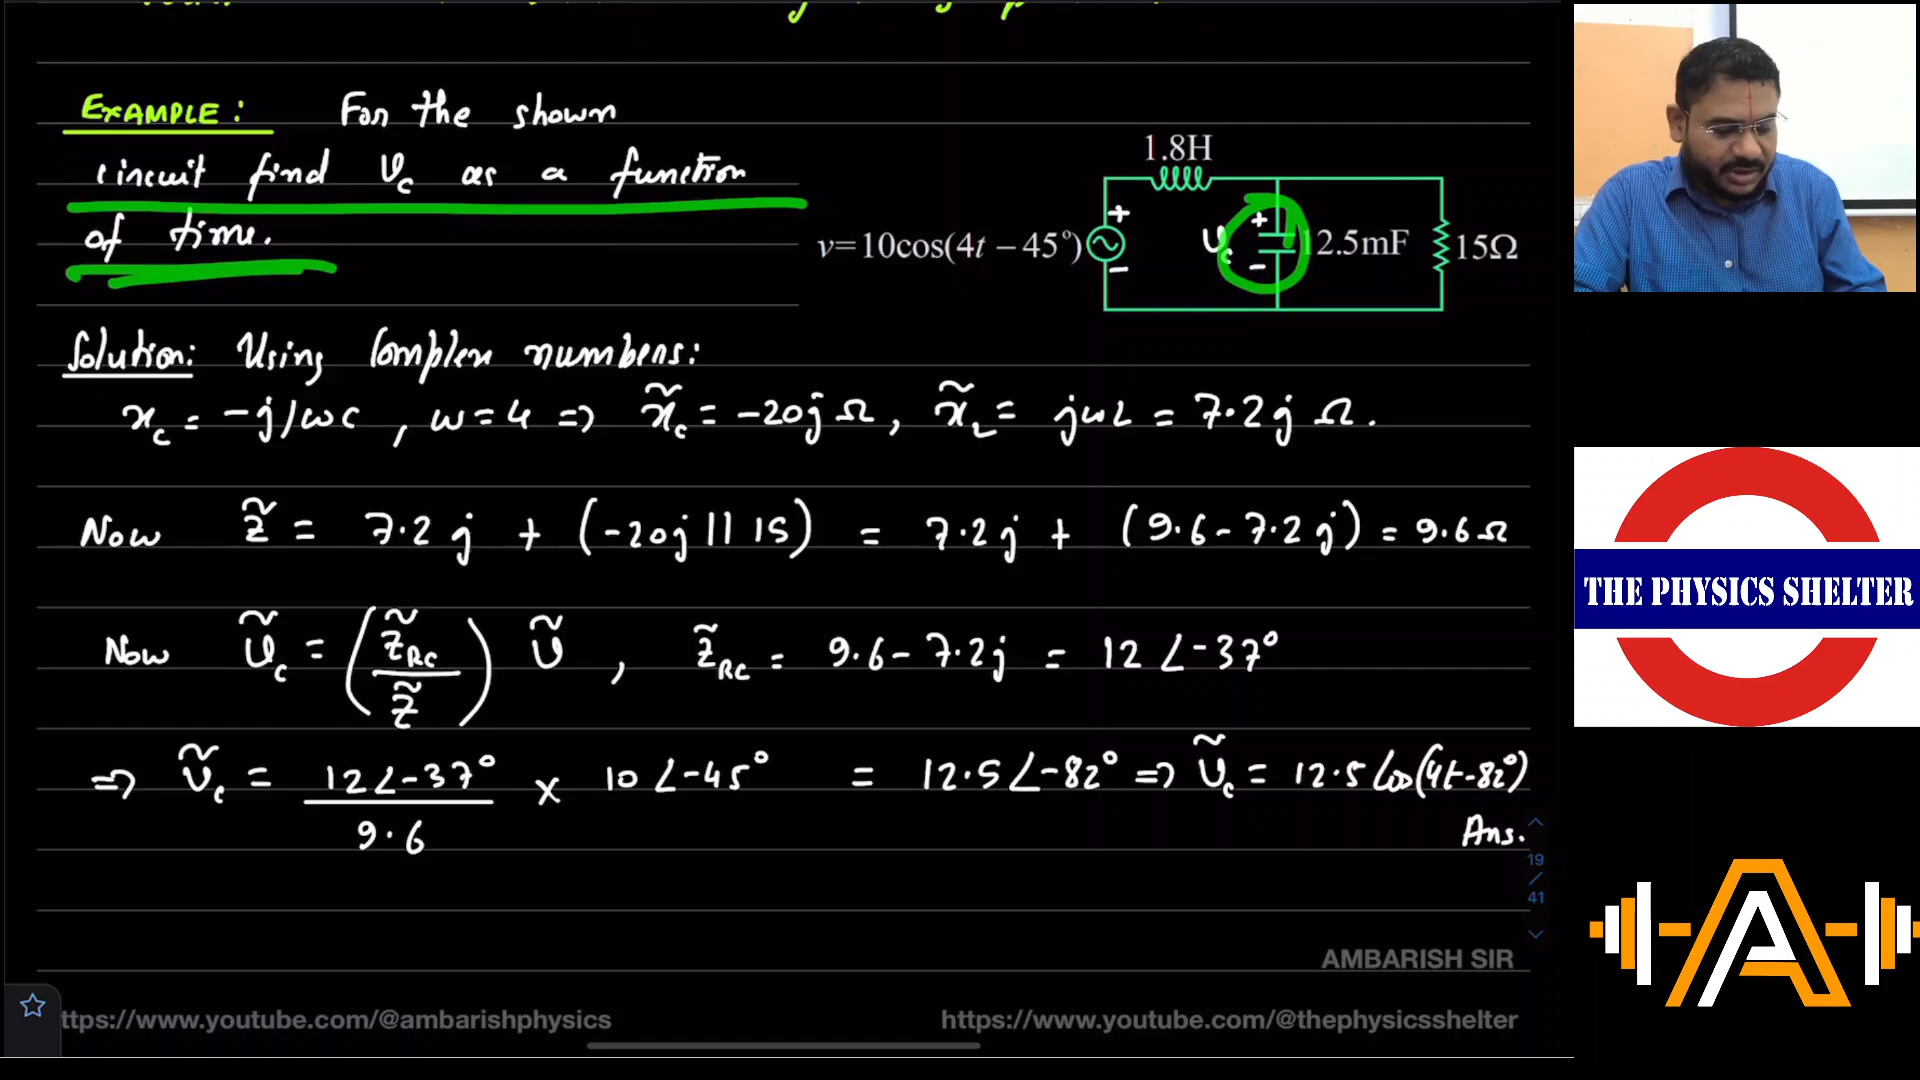 EXAMPLE: For the shown
circuit find Vc as a function
of time.
1.8H
v=10cos(4t − 45°)
+
−
Vc
+
−
12.5mF
15Ω
Solution: Using Complex numbers:
xc = -j/ωc , ω=4 => x̃c = -20j Ω, x̃L = jωL = 7.2j Ω.
Now z̃ = 7.2j + (-20j || 15) = 7.2j + (9.6-7.2j) = 9.6Ω
Now ṽc = (z̃RC / z̃) ṽ , z̃RC = 9.6-7.2j = 12∠-37°
=> ṽc = 12∠-37° / 9.6 × 10∠-45° = 12.5∠-82° => ṽc = 12.5 Cos(4t-82°)
Ans.
19
/
41
AMBARISH SIR
ttps://www.youtube.com/@ambarishphysics
https://www.youtube.com/@thephysicsshelter
THE PHYSICS SHELTER
A